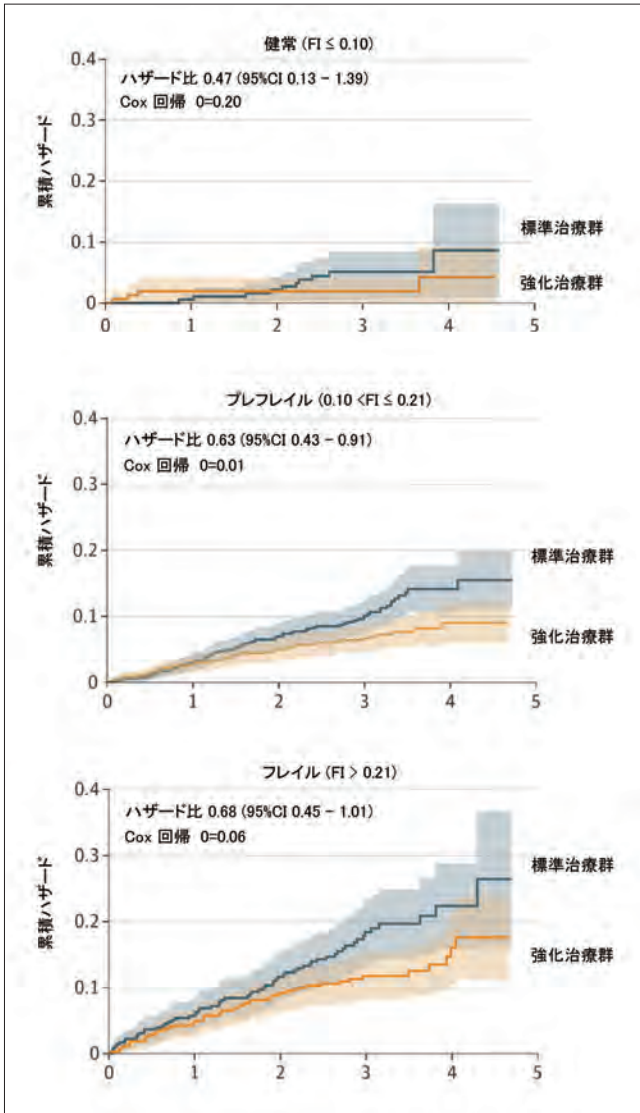 健常 (FI ≤ 0.10)
ハザード比 0.47 (95%CI 0.13 − 1.39)
Cox 回帰 0=0.20
累積ハザード
0.4
0.3
0.2
0.1
0
標準治療群
強化治療群
0 1 2 3 4 5
プレフレイル (0.10 <FI ≤ 0.21)
ハザード比 0.63 (95%CI 0.43 − 0.91)
Cox 回帰 0=0.01
累積ハザード
0.4
0.3
0.2
0.1
0
標準治療群
強化治療群
0 1 2 3 4 5
フレイル (FI > 0.21)
ハザード比 0.68 (95%CI 0.45 − 1.01)
Cox 回帰 0=0.06
累積ハザード
0.4
0.3
0.2
0.1
0
標準治療群
強化治療群
0 1 2 3 4 5